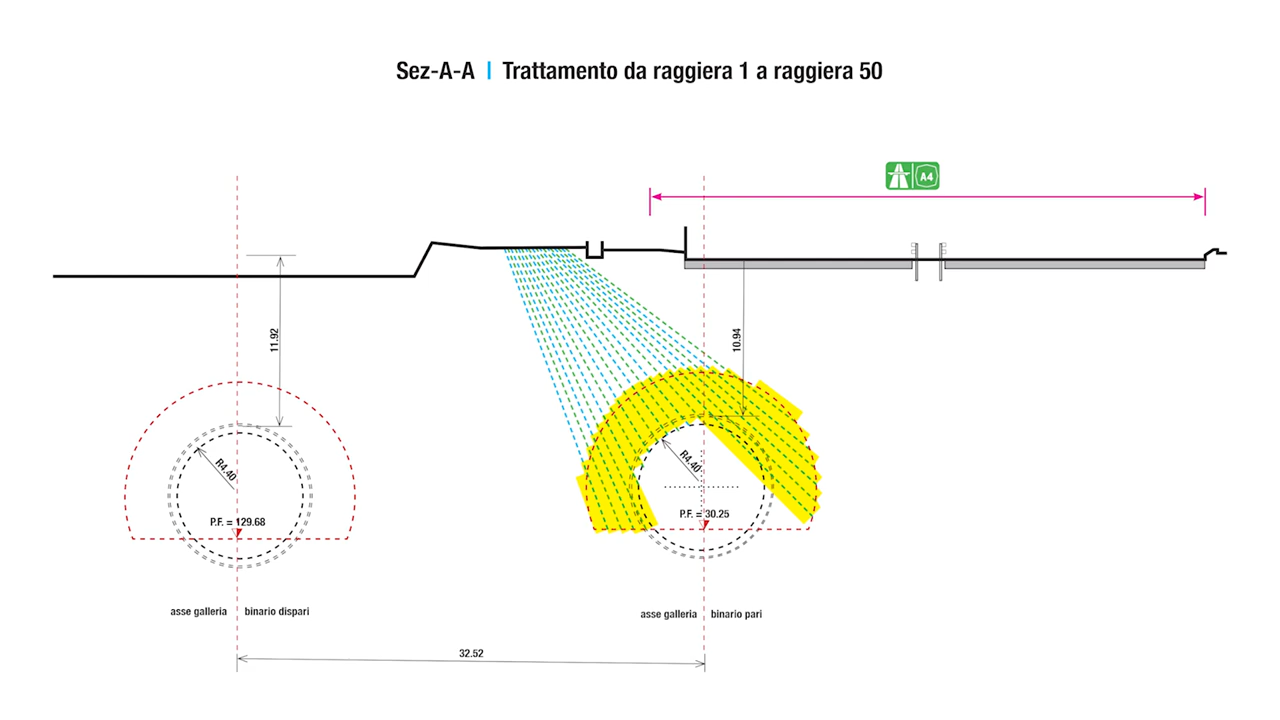 Sez-A-A | Trattamento da raggiera 1 a raggiera 50
A4
11.92
10.94
R4.40
R4.40
P.F. = 129.68
P.F. = 30.25
asse galleria binario dispari
asse galleria binario pari
32.52